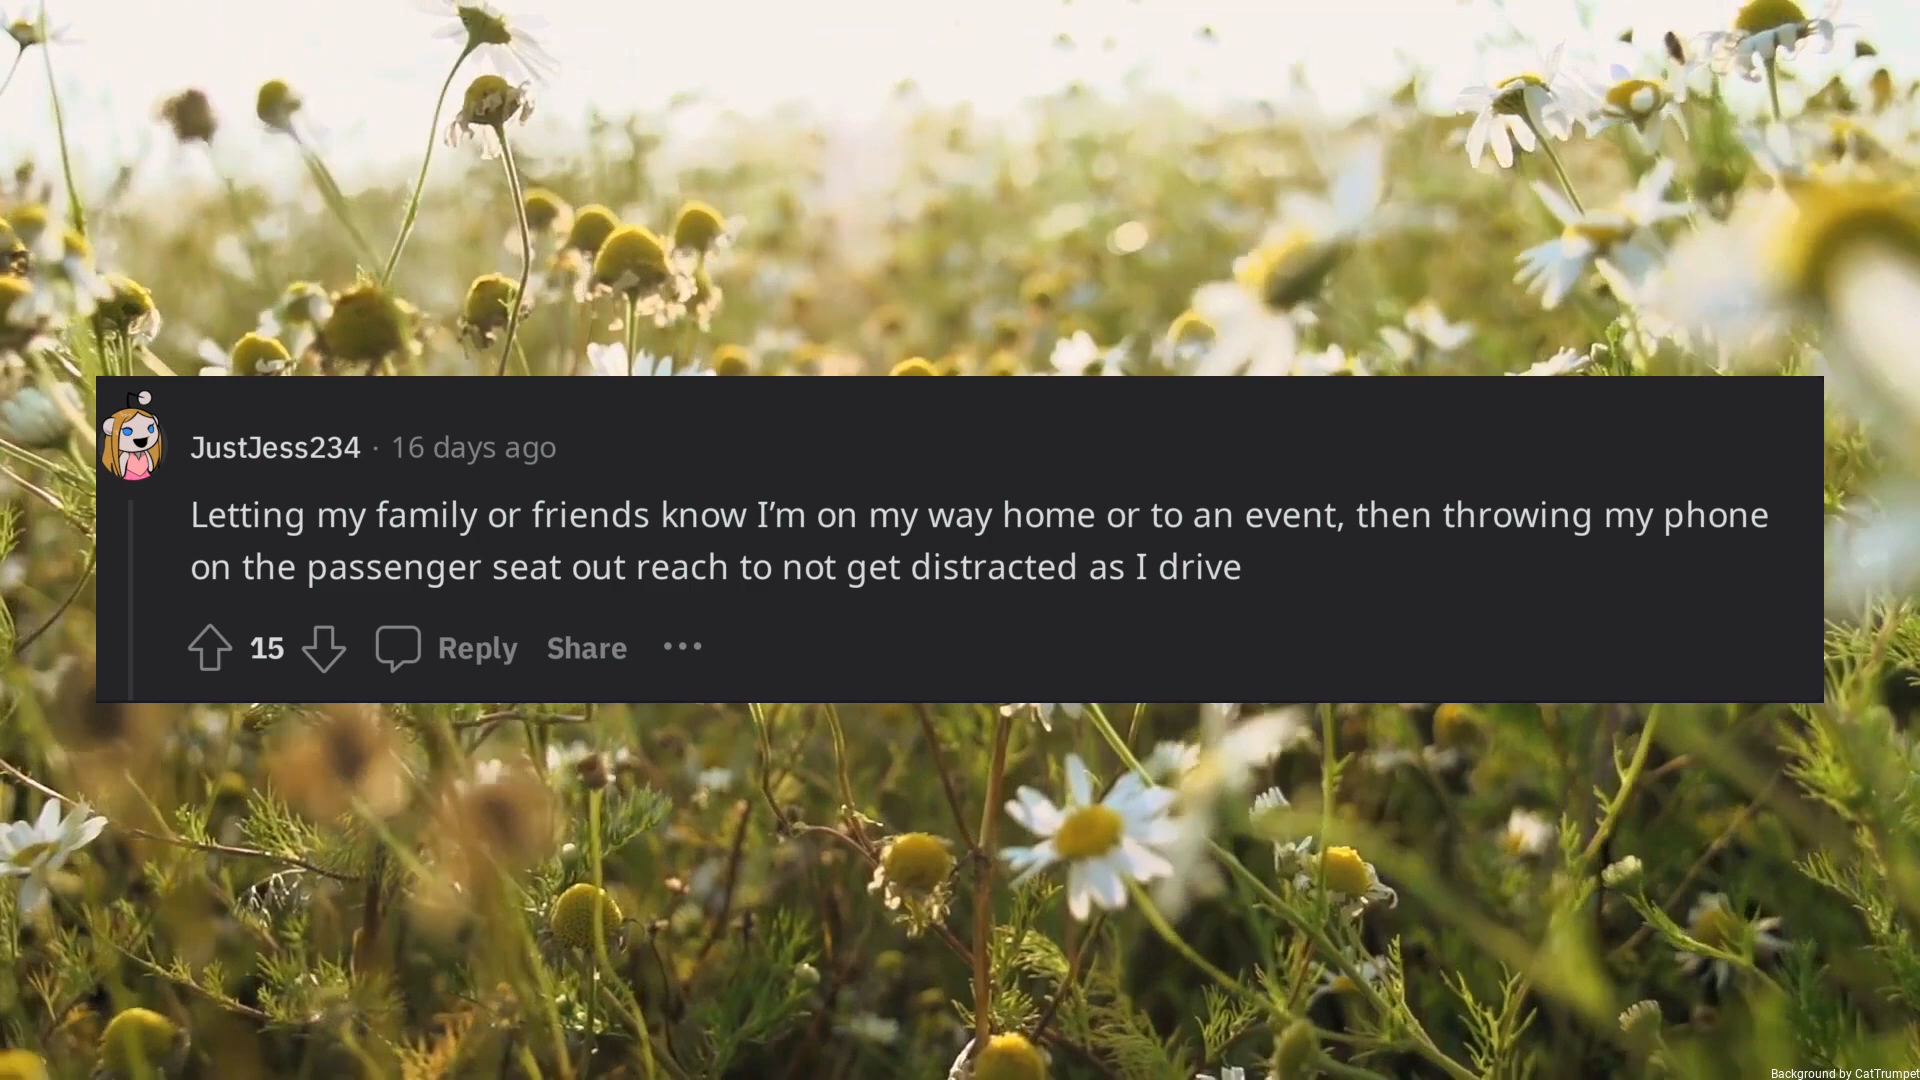 JustJess234 · 16 days ago
Letting my family or friends know I’m on my way home or to an event, then throwing my phone
on the passenger seat out reach to not get distracted as I drive
15 Reply Share •••
Background by CatTrumpet